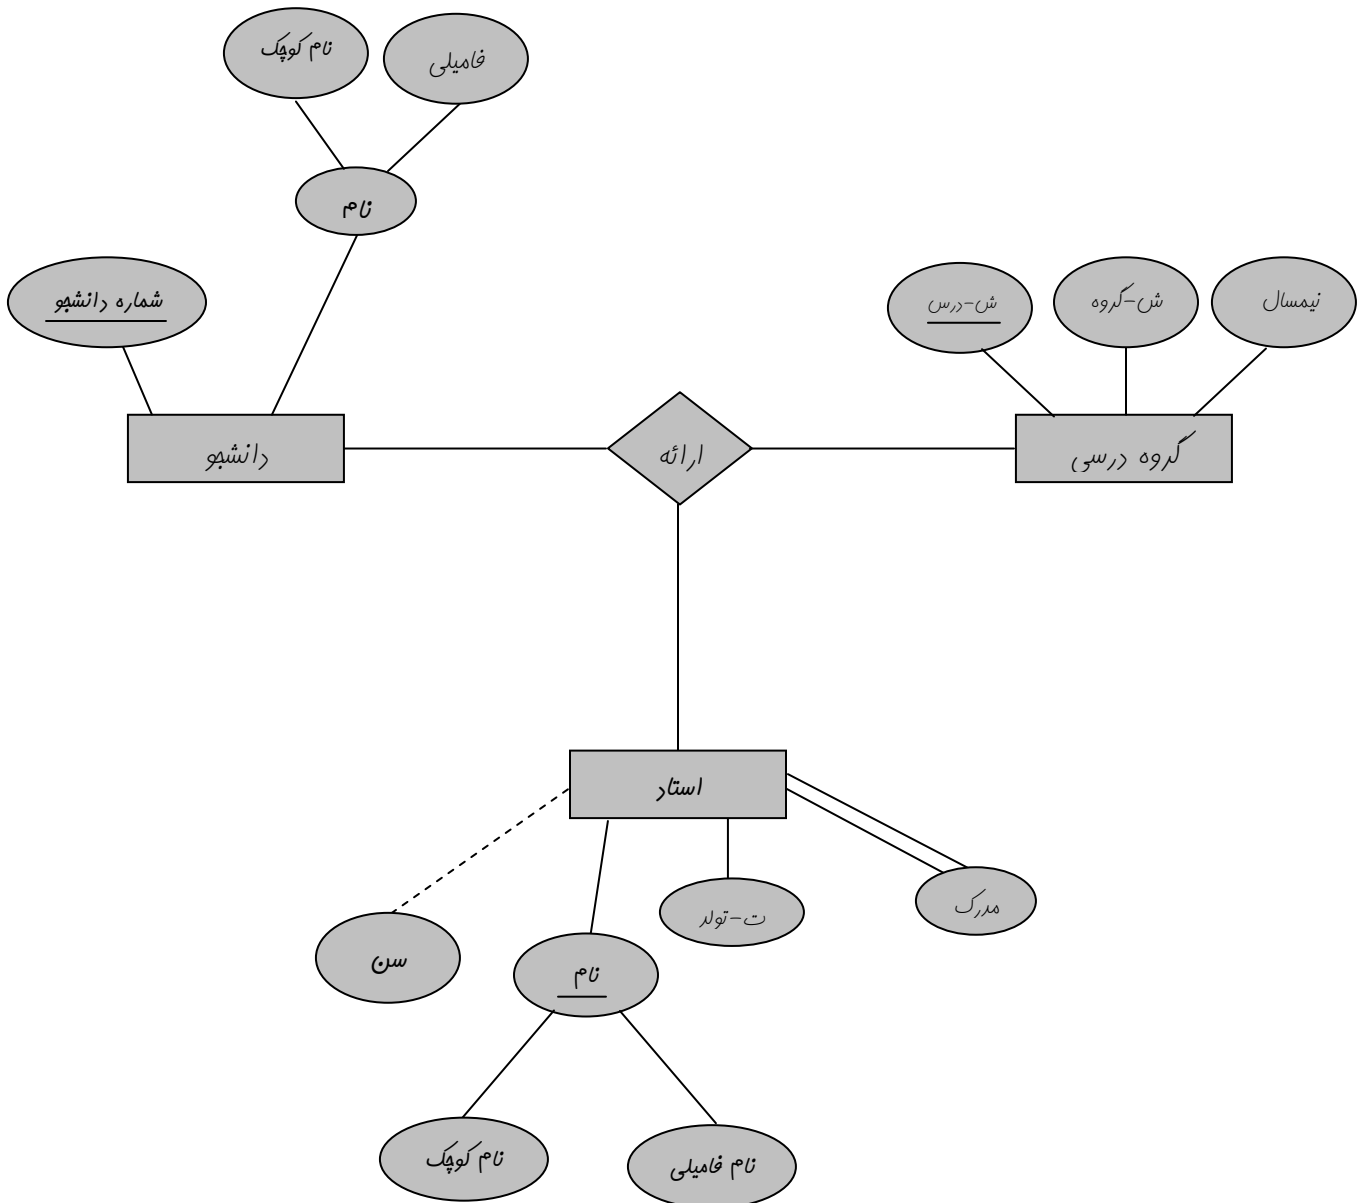 نام کوچک
فامیلی
نام
شماره دانشجو
ش-درس
ش-گروه
نیمسال
دانشجو
ارائه
گروه درسی
استاد
سن
نام
ت-تولد
مدرک
نام کوچک
نام فامیلی